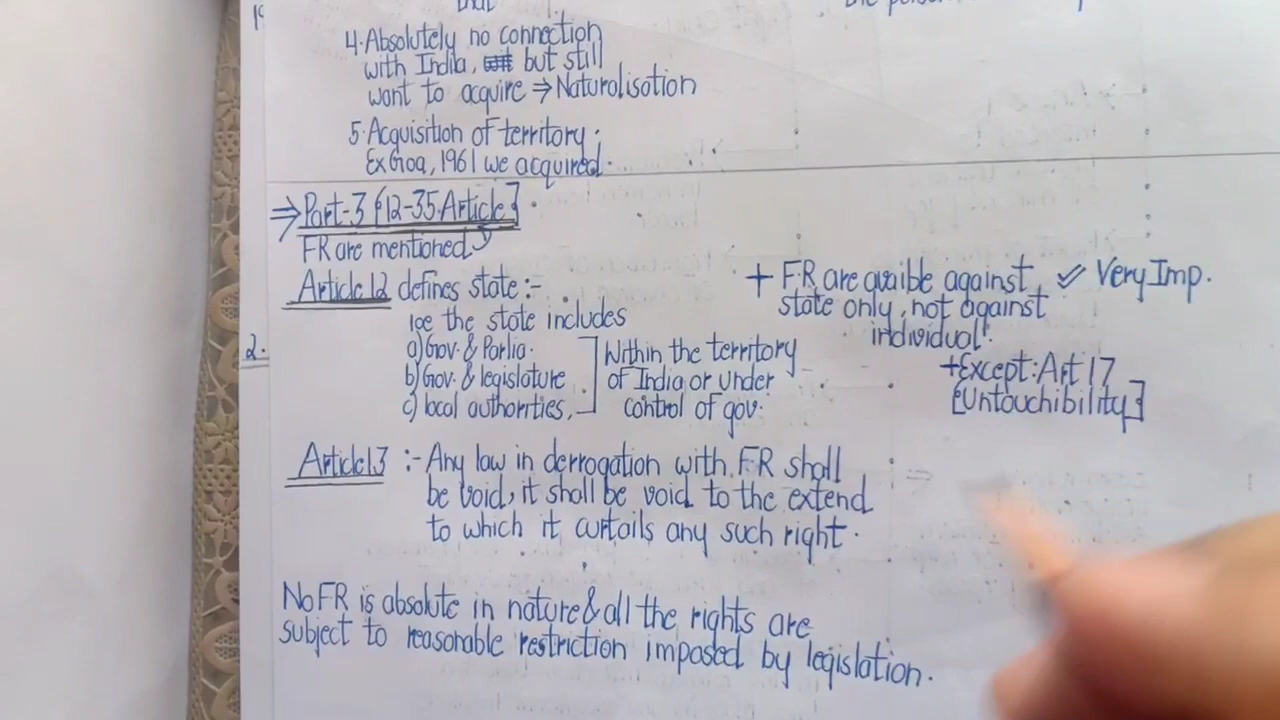 that
4. Absolutely no connection
with India, but still
want to acquire ⇒ Naturalisation
5. Acquisition of territory.
Ex Goa, 1961 we acquired.
⇒ Part-3 {12-35 Article}
FR are mentioned
Article 12 defines state :-
ige the state includes
a) Gov. & Parlia.
b) Gov. & legislature
c) local authorities,
Within the territory
of India or under
control of gov.
+ F.R are avaible against
state only, not against
individual!
✓ Very Imp.
+Except: Art 17
[Untouchibility]
2.
Article 13 :- Any law in derrogation with FR shall
be void, it shall be void to the extend
to which it curtails any such right.
No FR is absolute in nature & all the rights are
subject to reasonable restriction imposed by legislation.